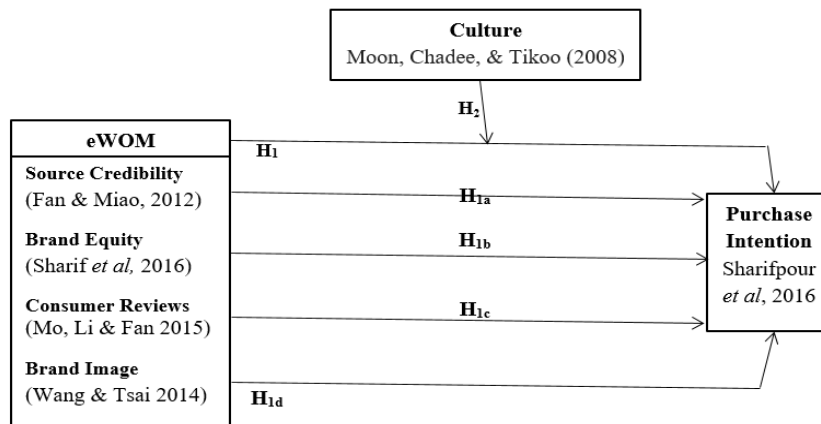 Culture
Moon, Chadee, & Tikoo (2008)
H2
eWOM
H1
Source Credibility
(Fan & Miao, 2012)
H1a
Brand Equity
(Sharif et al, 2016)
H1b
Consumer Reviews
(Mo, Li & Fan 2015)
H1c
Brand Image
(Wang & Tsai 2014)
H1d
Purchase
Intention
Sharifpour
et al, 2016